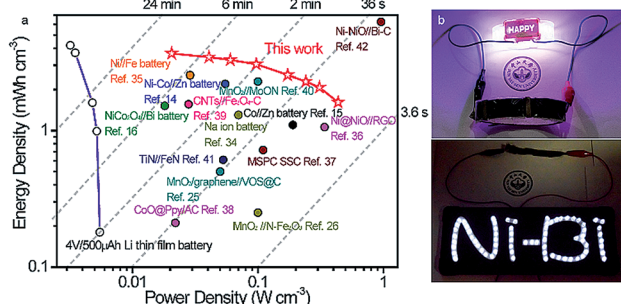 24 min
6 min
2 min
36 s
3.6 s
a
This work
Ni-NiO//Bi-C
Ref. 42
Ni//Fe battery
Ref. 35
Ni-Co//Zn battery
Ref. 14
MnO₂//MoON Ref. 40
CNTs//Fe₃O₄-C
Ref. 39
NiCo₂O₄//Bi battery
Ref. 16
Co//Zn battery Ref. 15
Na ion battery
Ref. 34
Ni@NiO//RGO
Ref. 36
TiN//FeN Ref. 41
MSPC SSC Ref. 37
MnO₂/graphene//VOS@C
Ref. 25
CoO@Ppy/AC Ref. 38
MnO₂//N-Fe₂O₃ Ref. 26
4V/500μAh Li thin film battery
Energy Density (mWh cm⁻³)
1
0.1
0.01
0.1
1
Power Density (W cm⁻³)
b
HAPPY
Ni-Bi